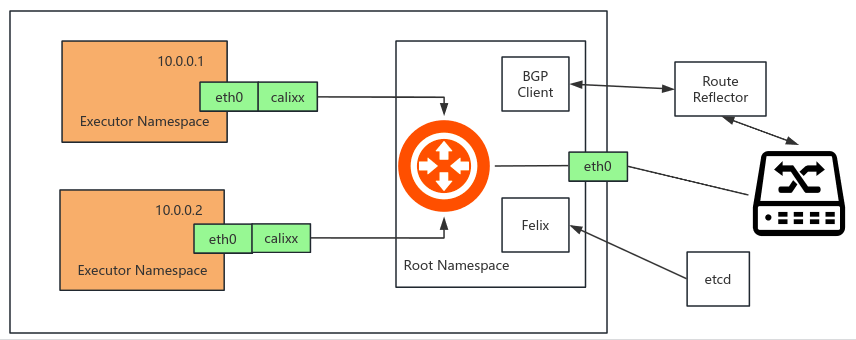 10.0.0.1
eth0
calixx
Executor Namespace
10.0.0.2
eth0
calixx
Executor Namespace
BGP
Client
eth0
Felix
Root Namespace
Route
Reflector
etcd